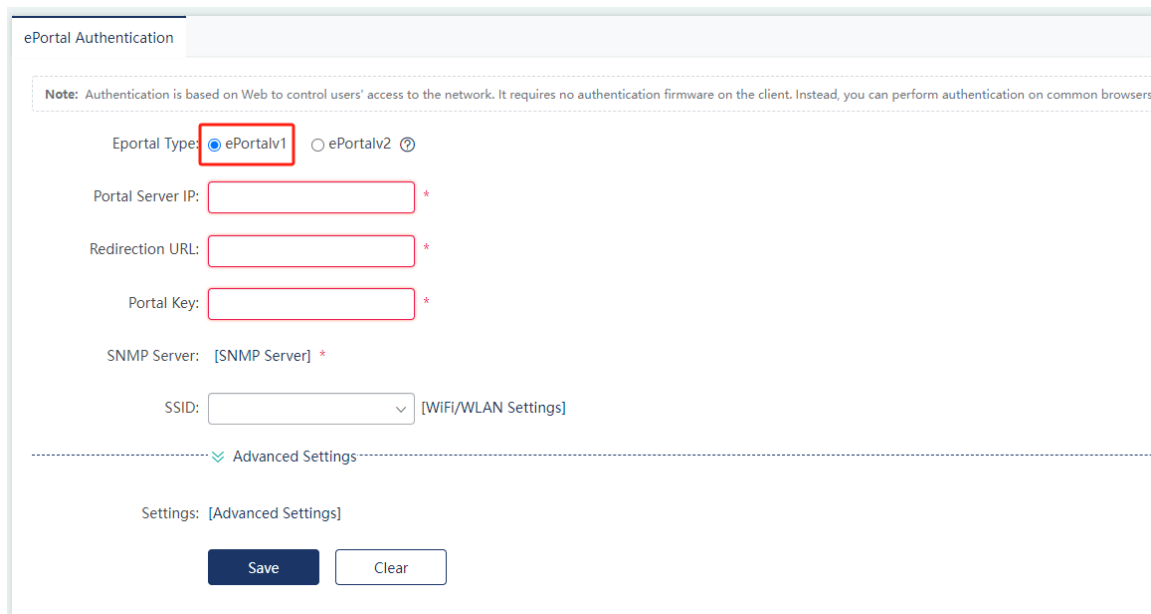 ePortal Authentication
Note: Authentication is based on Web to control users' access to the network. It requires no authentication firmware on the client. Instead, you can perform authentication on common browsers
Eportal Type: ePortalv1 ePortalv2 ?
Portal Server IP: *
Redirection URL: *
Portal Key: *
SNMP Server: [SNMP Server] *
SSID: [WiFi/WLAN Settings]
Advanced Settings
Settings: [Advanced Settings]
Save Clear